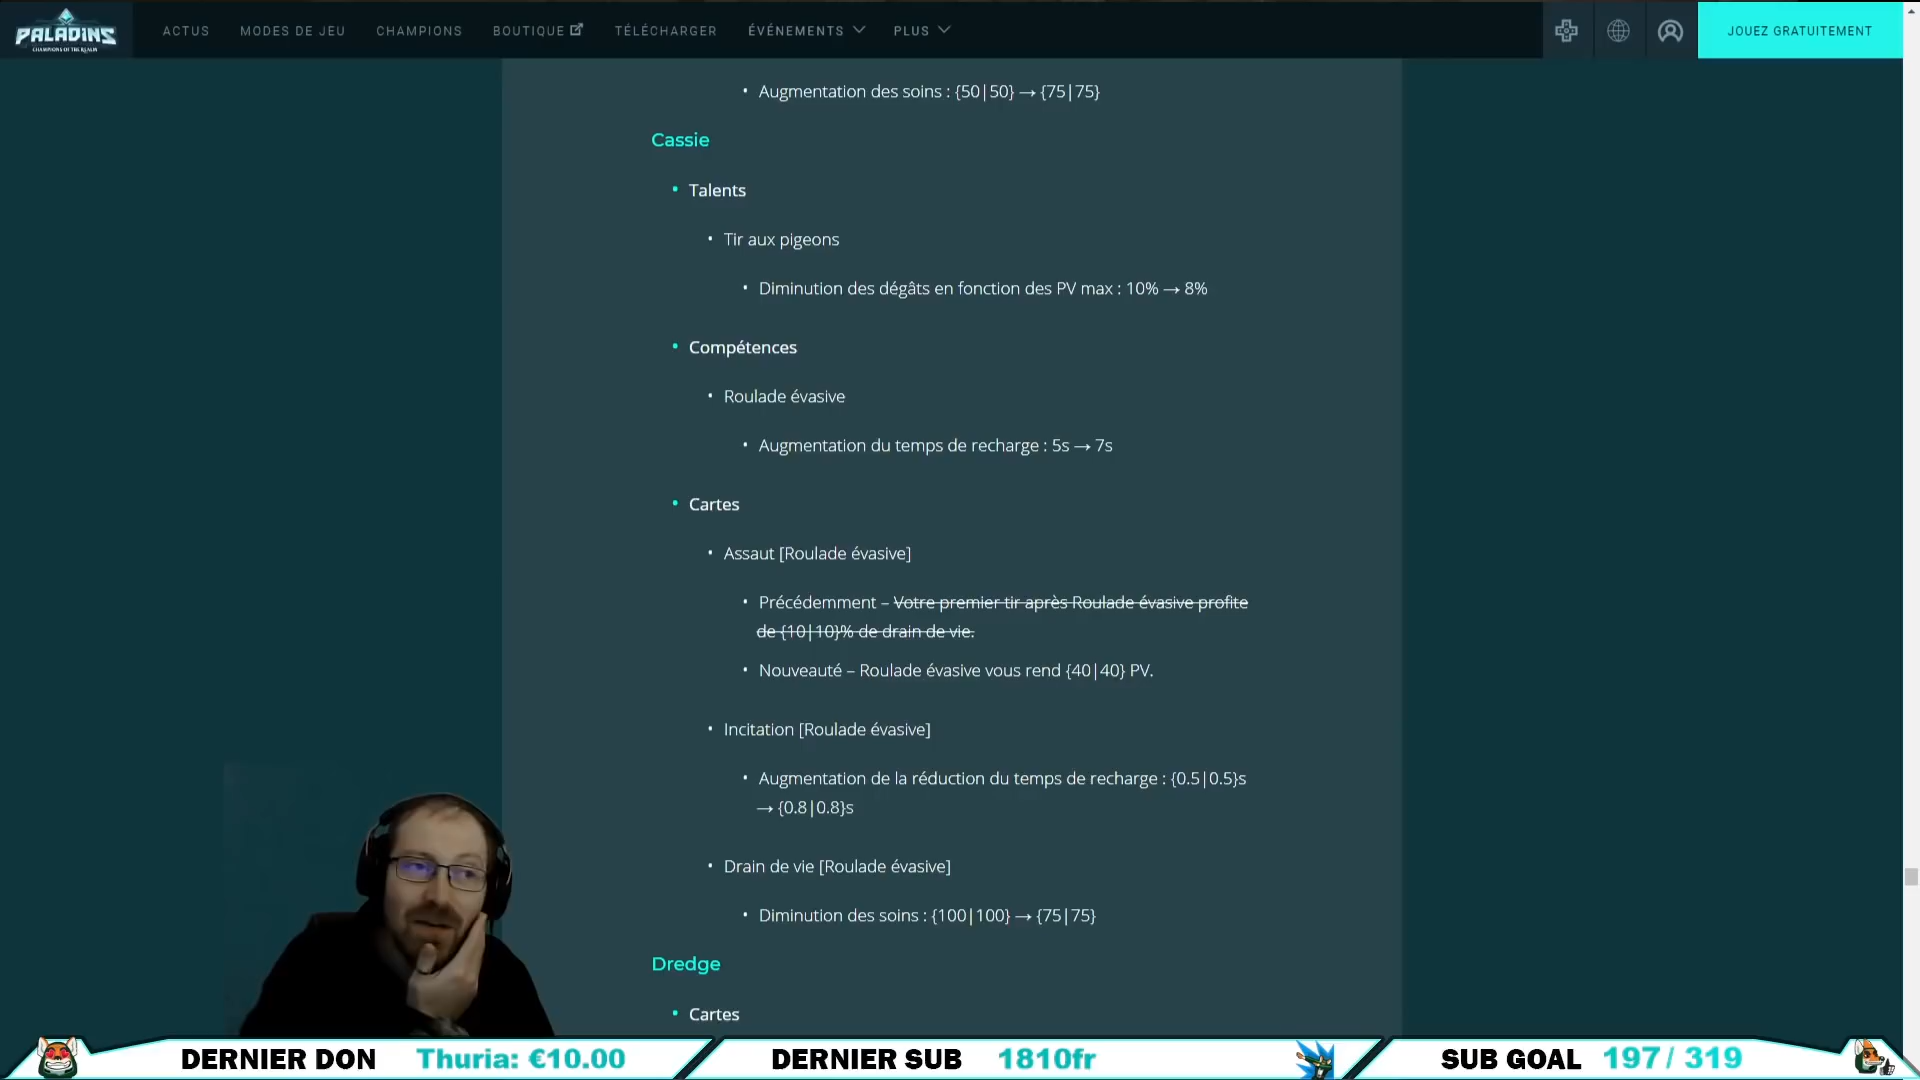 PALADINS
CHAMPIONS OF THE REALM
ACTUS
MODES DE JEU
CHAMPIONS
BOUTIQUE
TÉLÉCHARGER
ÉVÉNEMENTS
PLUS
JOUEZ GRATUITEMENT
• Augmentation des soins : {50|50} → {75|75}
Cassie
• Talents
• Tir aux pigeons
• Diminution des dégâts en fonction des PV max : 10% → 8%
• Compétences
• Roulade évasive
• Augmentation du temps de recharge : 5s → 7s
• Cartes
• Assaut [Roulade évasive]
• Précédemment – Votre premier tir après Roulade évasive profite
de {10|10}% de drain de vie.
• Nouveauté – Roulade évasive vous rend {40|40} PV.
• Incitation [Roulade évasive]
• Augmentation de la réduction du temps de recharge : {0.5|0.5}s
→ {0.8|0.8}s
• Drain de vie [Roulade évasive]
• Diminution des soins : {100|100} → {75|75}
Dredge
• Cartes
DERNIER DON Thuria: €10.00
DERNIER SUB 1810fr
SUB GOAL 197 / 319